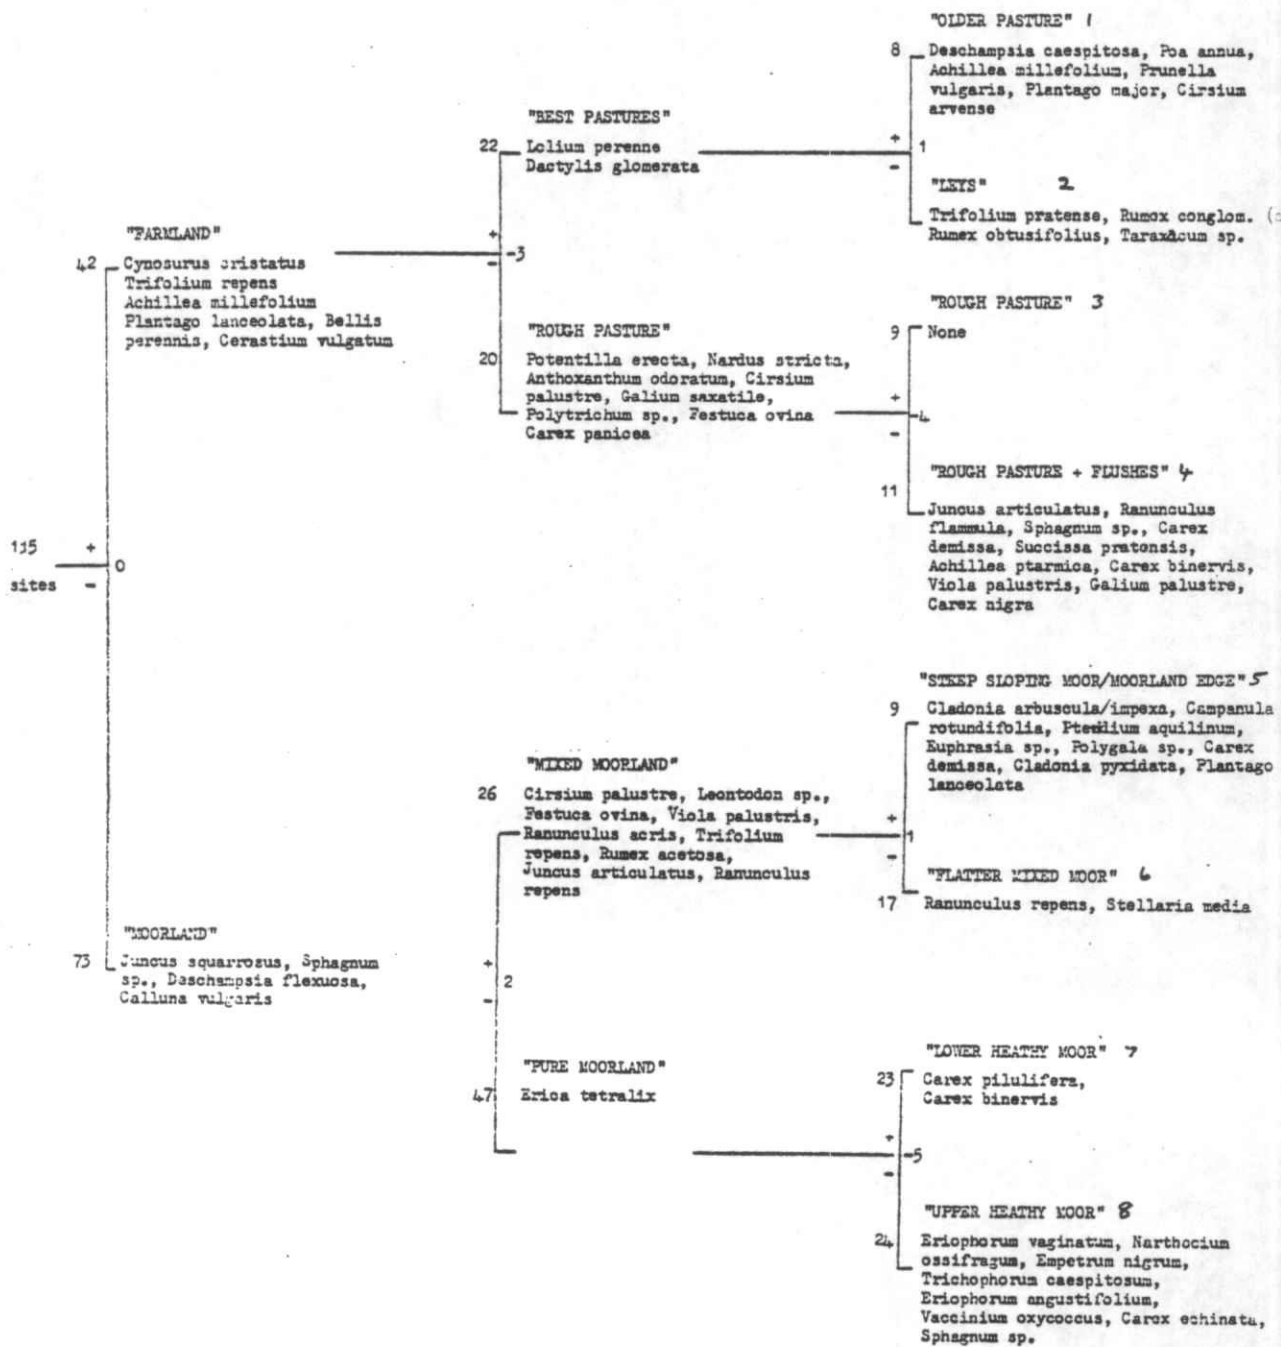 "OLDER PASTURE" 1
8 Deschampsia caespitosa, Poa annua,
Achillea millefolium, Prunella
vulgaris, Plantago major, Cirsium
arvense
"BEST PASTURES"
22 Lolium perenne
Dactylis glomerata
+
1
-
"LEYS" 2
Trifolium pratense, Rumex conglom.
Rumex obtusifolius, Taraxacum sp.
"FARMLAND"
42 Cynosurus cristatus
Trifolium repens
Achillea millefolium
Plantago lanceolata, Bellis
perennis, Cerastium vulgatum
+
-3
-
"ROUGH PASTURE" 3
9 None
"ROUGH PASTURE"
20 Potentilla erecta, Nardus stricta,
Anthoxanthum odoratum, Cirsium
palustre, Galium saxatile,
Polytrichum sp., Festuca ovina
Carex panicea
+
-4
-
"ROUGH PASTURE + FLUSHES" 4
11 Juncus articulatus, Ranunculus
flammula, Sphagnum sp., Carex
demissa, Succissa pratensis,
Achillea ptarmica, Carex binervis,
Viola palustris, Galium palustre,
Carex nigra
115 +
0
sites -
"STEEP SLOPING MOOR/MOORLAND EDGE" 5
9 Cladonia arbuscula/impexa, Campanula
rotundifolia, Pteridium aquilinum,
Euphrasia sp., Polygala sp., Carex
demissa, Cladonia pyxidata, Plantago
lanceolata
"MIXED MOORLAND"
26 Cirsium palustre, Leontodon sp.,
Festuca ovina, Viola palustris,
Ranunculus acris, Trifolium
repens, Rumex acetosa,
Juncus articulatus, Ranunculus
repens
+
1
-
"FLATTER MIXED MOOR" 6
17 Ranunculus repens, Stellaria media
"MOORLAND"
73 Juncus squarrosus, Sphagnum
sp., Deschampsia flexuosa,
Calluna vulgaris
+
2
-
"PURE MOORLAND"
47 Erica tetralix
"LOWER HEATHY MOOR" 7
23 Carex pilulifera,
Carex binervis
+
-5
-
"UPPER HEATHY MOOR" 8
24 Eriophorum vaginatum, Narthecium
ossifragum, Empetrum nigrum,
Trichophorum caespitosum,
Eriophorum angustifolium,
Vaccinium oxycoccus, Carex echinata,
Sphagnum sp.